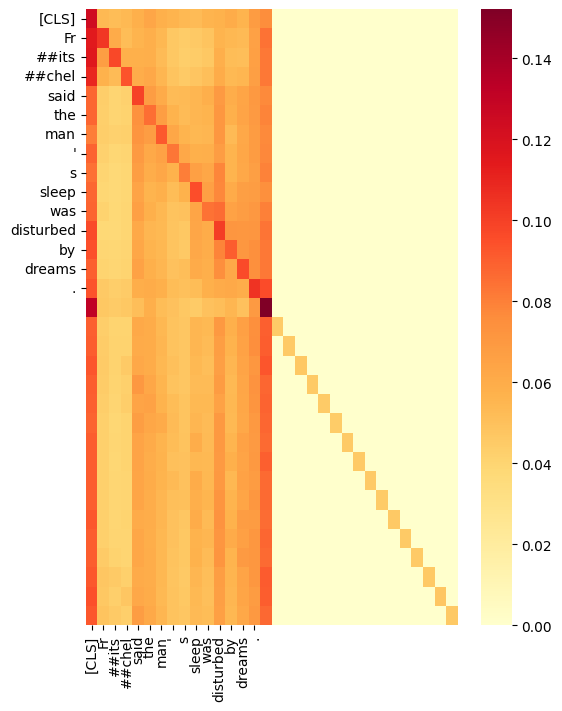 [CLS]
Fr
##its
##chel
said
the
man
'
s
sleep
was
disturbed
by
dreams
.
0.14
0.12
0.10
0.08
0.06
0.04
0.02
0.00
[CLS]
Fr
##its
##chel
said
the
man
'
s
sleep
was
disturbed
by
dreams
.